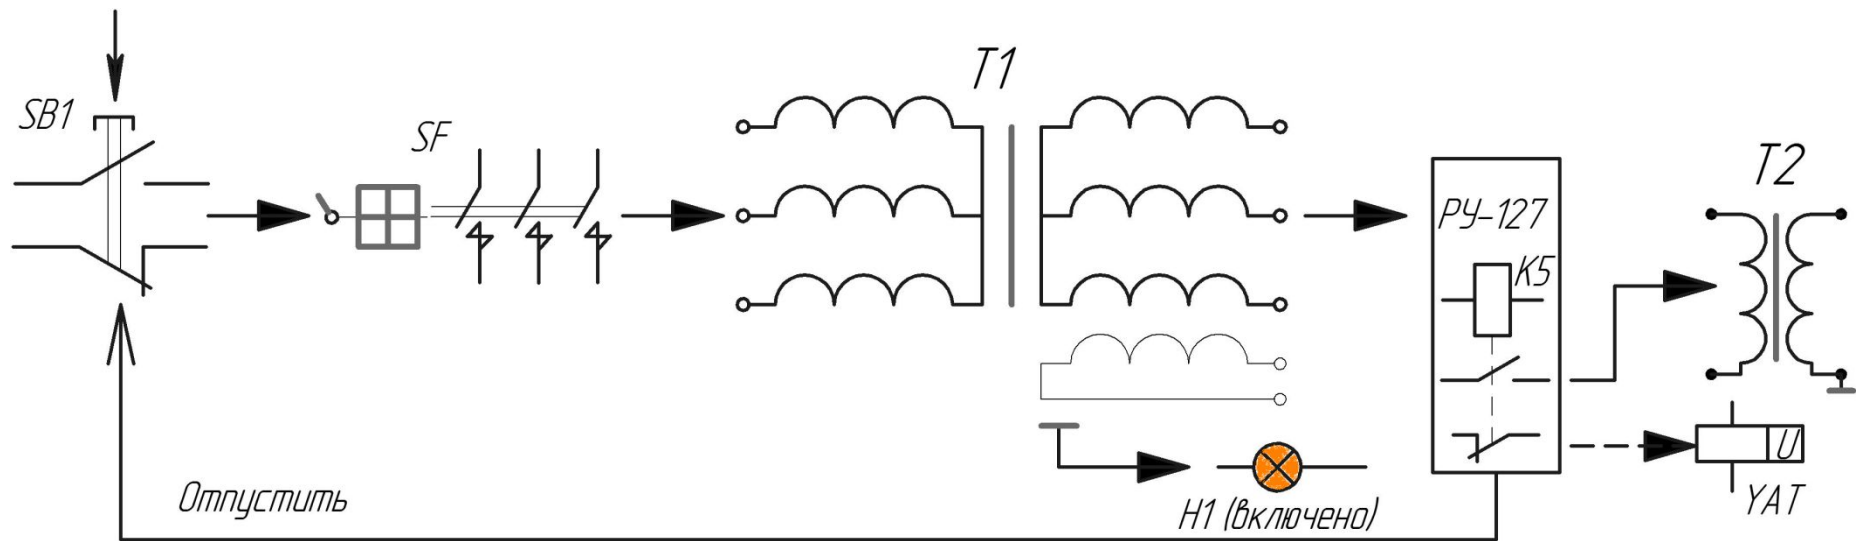 SB1
SF
T1
РУ-127
K5
T2
U
YAT
Отпустить
H1 (включено)